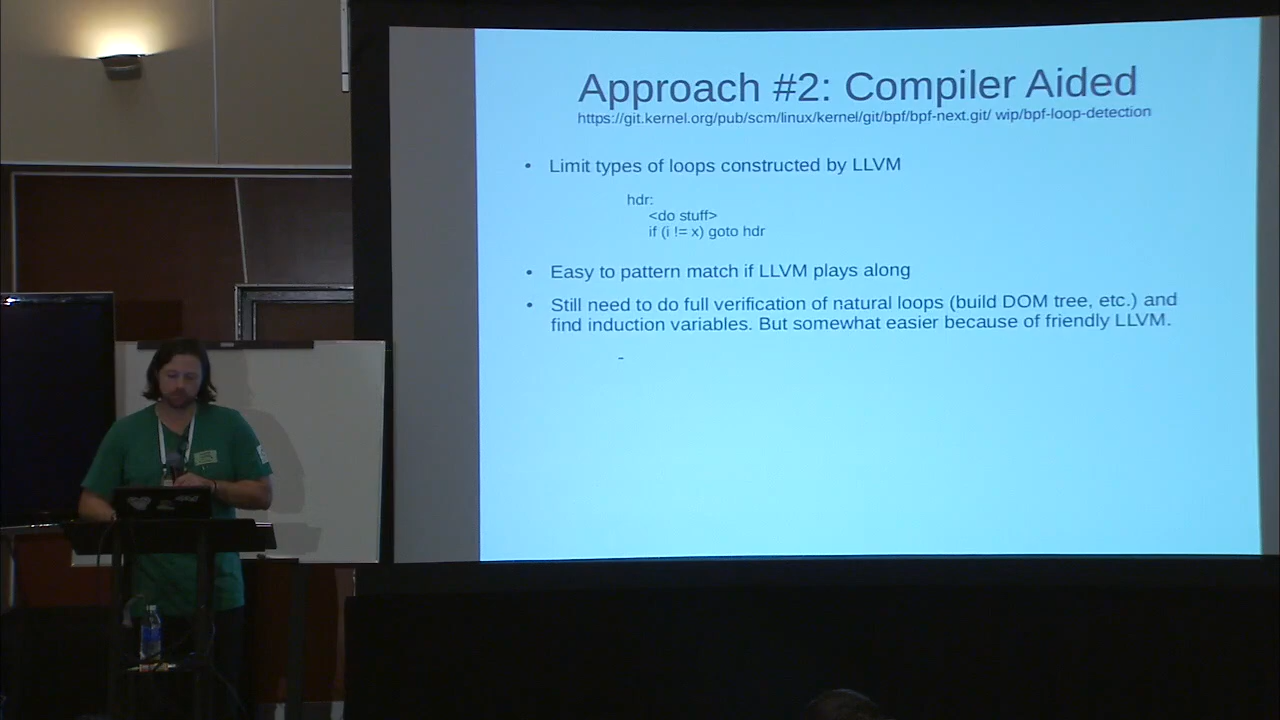 Approach #2: Compiler Aided
https://git.kernel.org/pub/scm/linux/kernel/git/bpf/bpf-next.git/ wip/bpf-loop-detection
• Limit types of loops constructed by LLVM
hdr:
<do stuff>
if (i != x) goto hdr
• Easy to pattern match if LLVM plays along
• Still need to do full verification of natural loops (build DOM tree, etc.) and
find induction variables. But somewhat easier because of friendly LLVM.
-